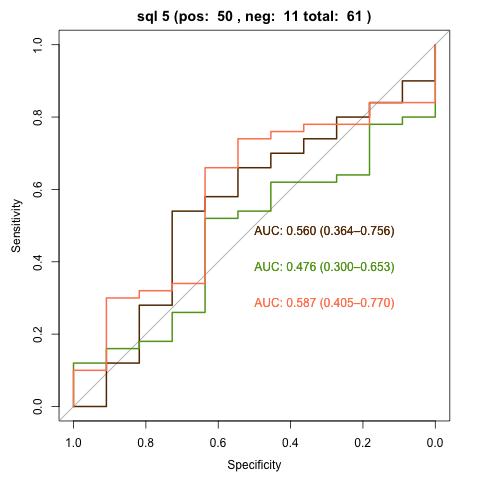 sql 5 (pos:  50 , neg:  11 total:  61 )
Sensitivity
1.0
0.8
0.6
0.4
0.2
0.0
AUC: 0.560 (0.364–0.756)
AUC: 0.476 (0.300–0.653)
AUC: 0.587 (0.405–0.770)
1.0 0.8 0.6 0.4 0.2 0.0
Specificity